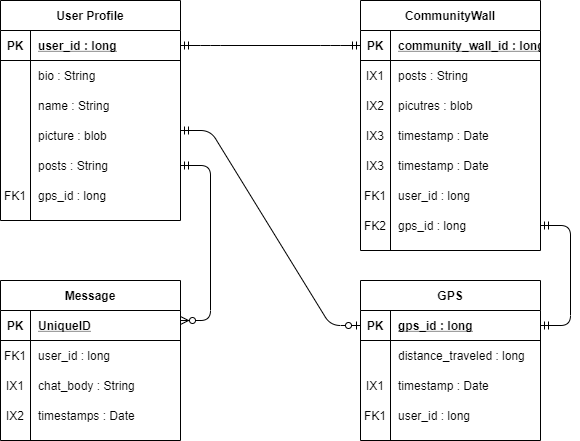 User Profile
PK user_id : long
bio : String
name : String
picture : blob
posts : String
FK1 gps_id : long
CommunityWall
PK community_wall_id : long
IX1 posts : String
IX2 picutres : blob
IX3 timestamp : Date
IX3 timestamp : Date
FK1 user_id : long
FK2 gps_id : long
Message
PK UniqueID
FK1 user_id : long
IX1 chat_body : String
IX2 timestamps : Date
GPS
PK gps_id : long
distance_traveled : long
IX1 timestamp : Date
FK1 user_id : long